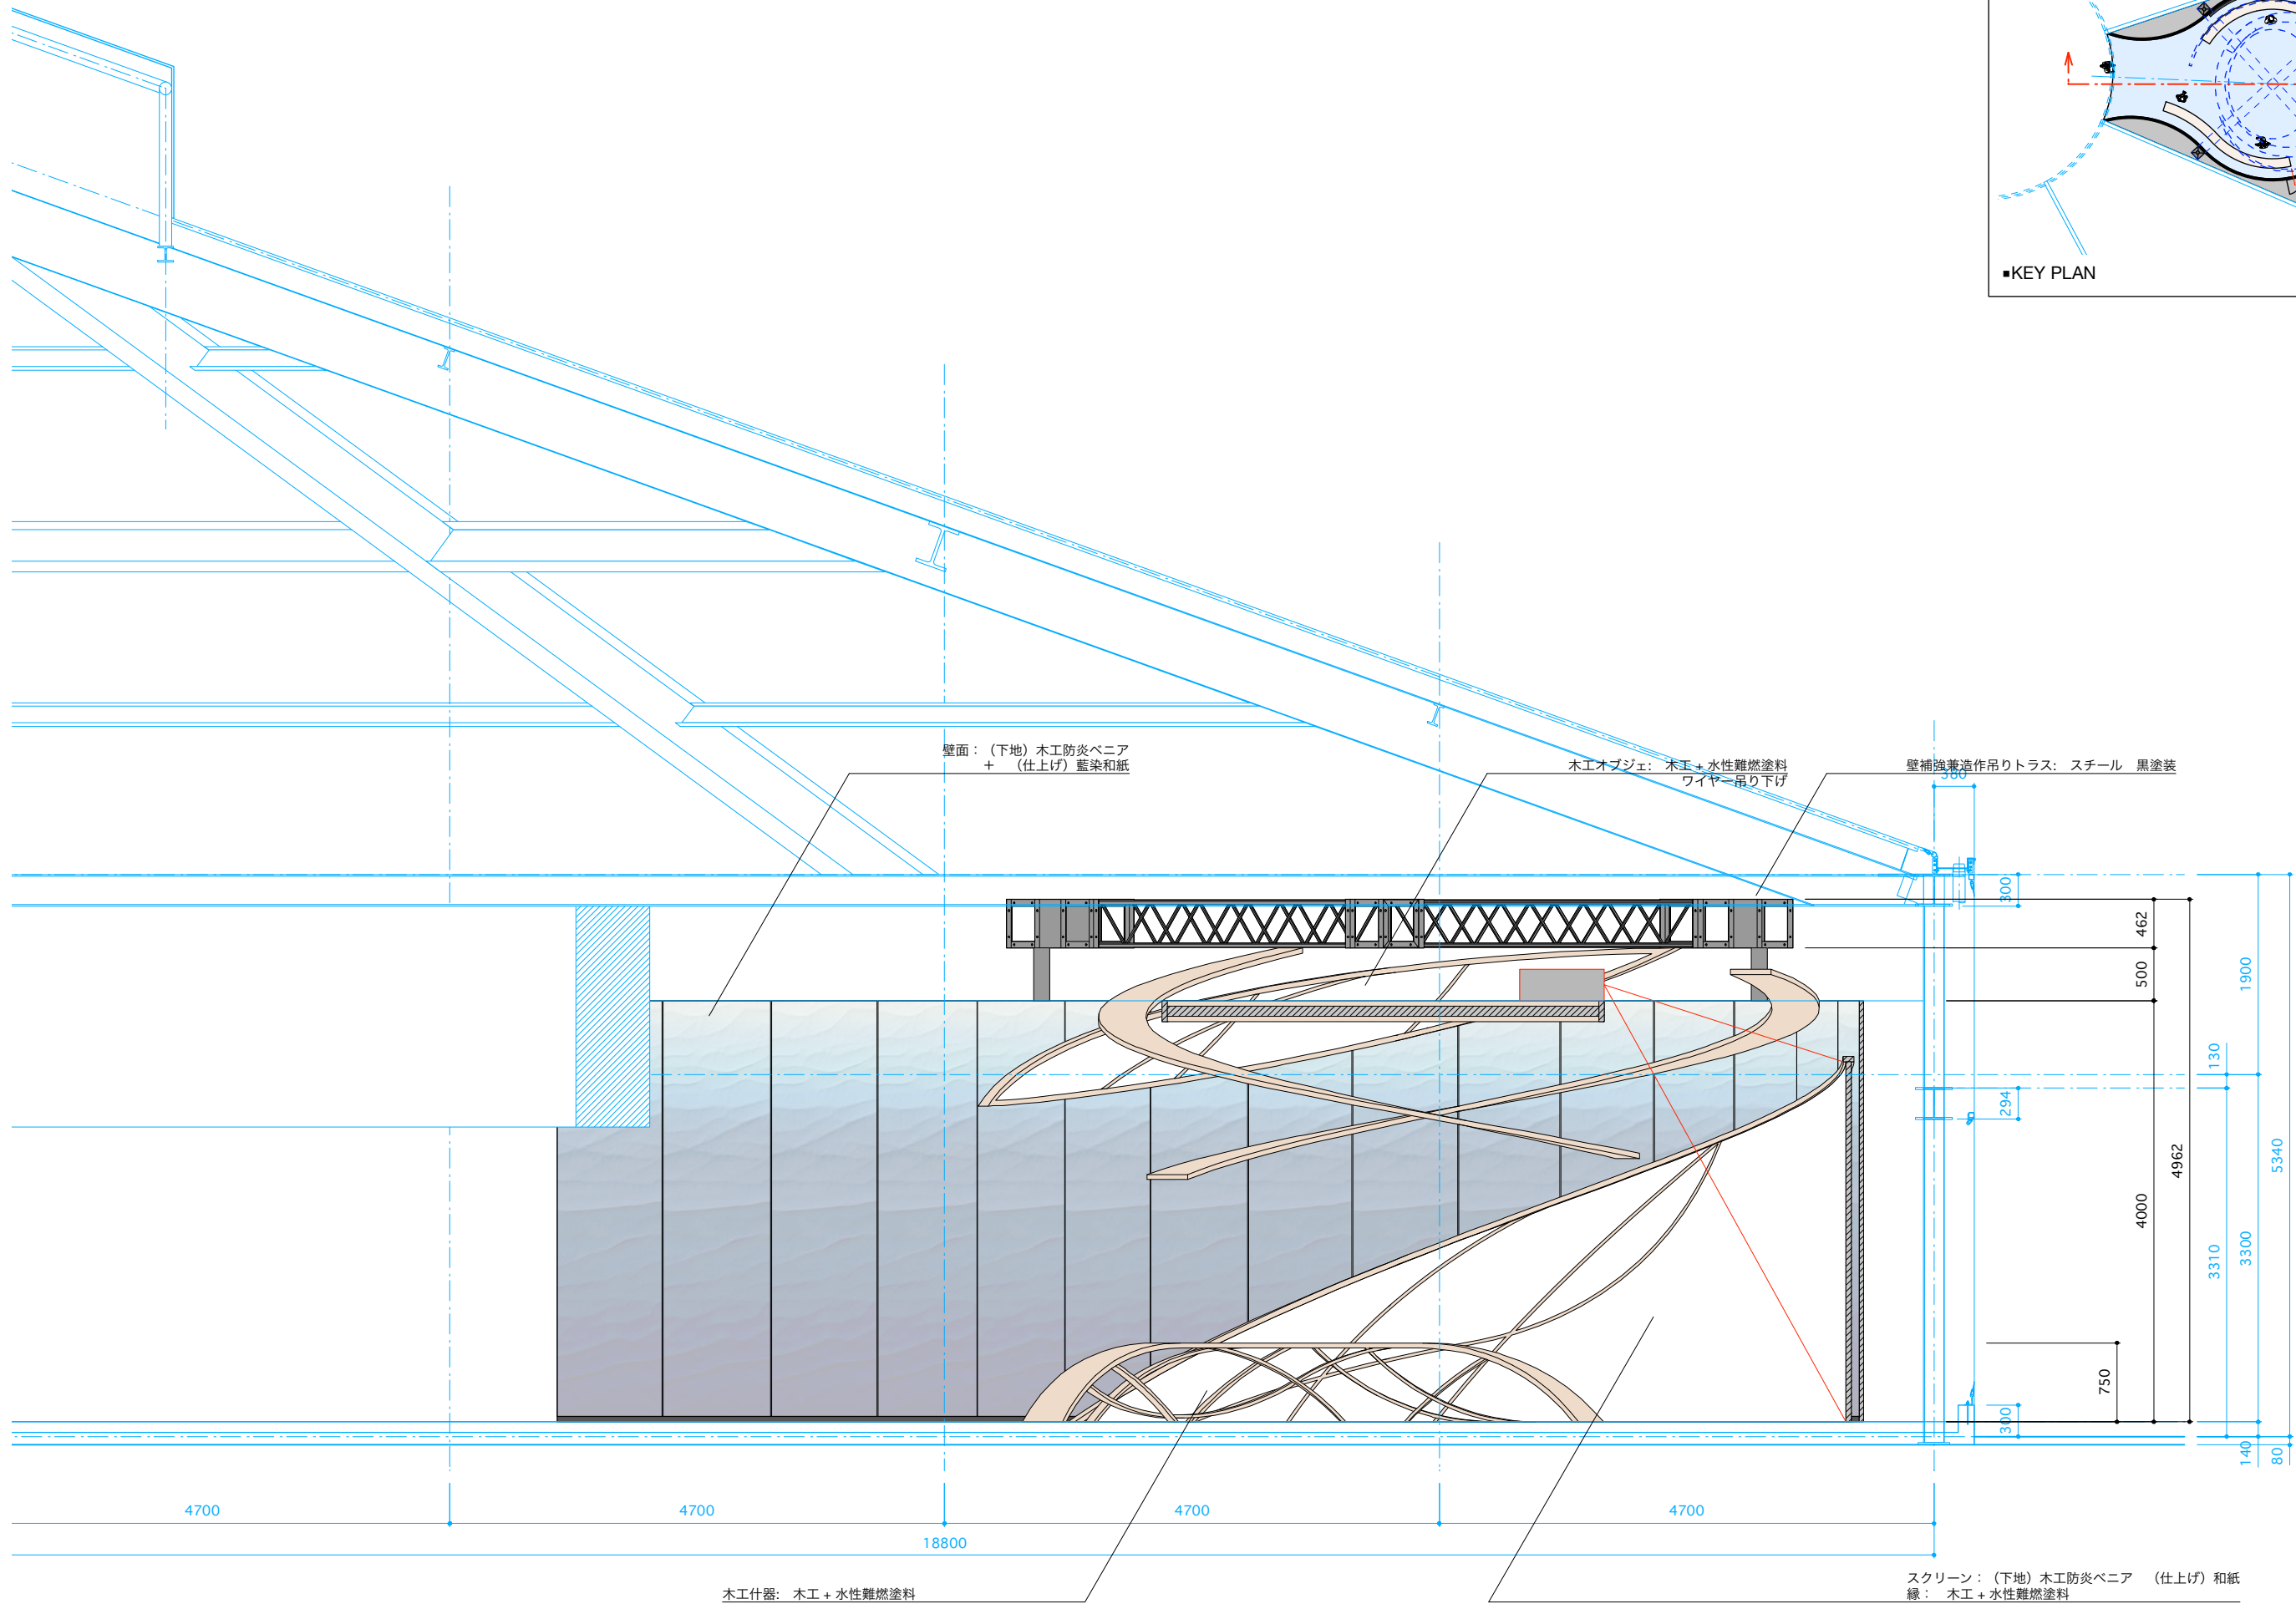 ■KEY PLAN
壁面：（下地）木工防炎ベニア
＋　（仕上げ）藍染和紙
木工オブジェ:　木工 + 水性難燃塗料
ワイヤー吊り下げ
壁補強兼造作吊りトラス:　スチール　黒塗装
380
300
462
500
1900
130
294
4962
5340
4000
3310
3300
750
300
140
80
4700
4700
4700
4700
18800
木工什器:　木工 + 水性難燃塗料
スクリーン：（下地）木工防炎ベニア　（仕上げ）和紙
縁：　木工 + 水性難燃塗料